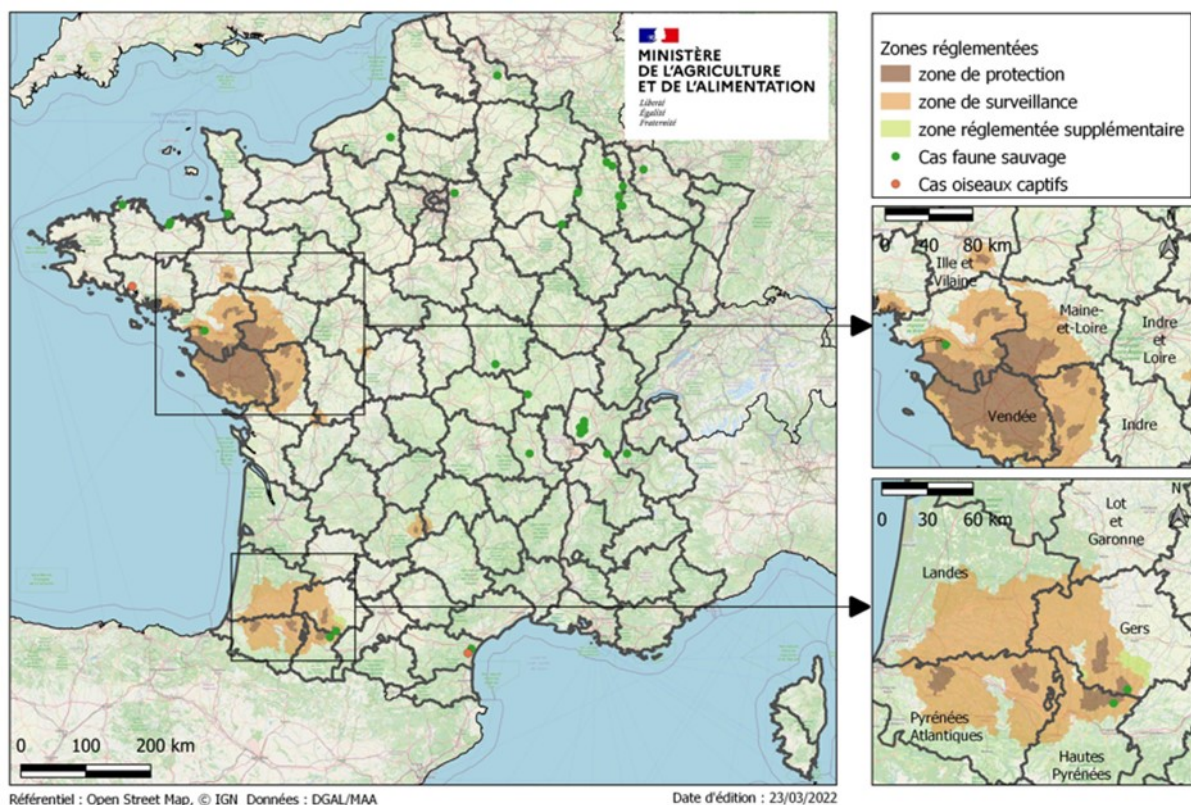 MINISTÈRE
DE L'AGRICULTURE
ET DE L'ALIMENTATION
Liberté
Égalité
Fraternité
0 100 200 km
Référentiel : Open Street Map, © IGN Données : DGAL/MAA
Date d'édition : 23/03/2022
Zones réglementées
zone de protection
zone de surveillance
zone réglementée supplémentaire
Cas faune sauvage
Cas oiseaux captifs
0 40 80 km
N
Ille et
Vilaine
Maine-
et-Loire
Indre
et
Loire
Vendée
Indre
0 30 60 km
N
Lot
et
Garonne
Landes
Gers
Pyrénées
Atlantiques
Hautes
Pyrénées